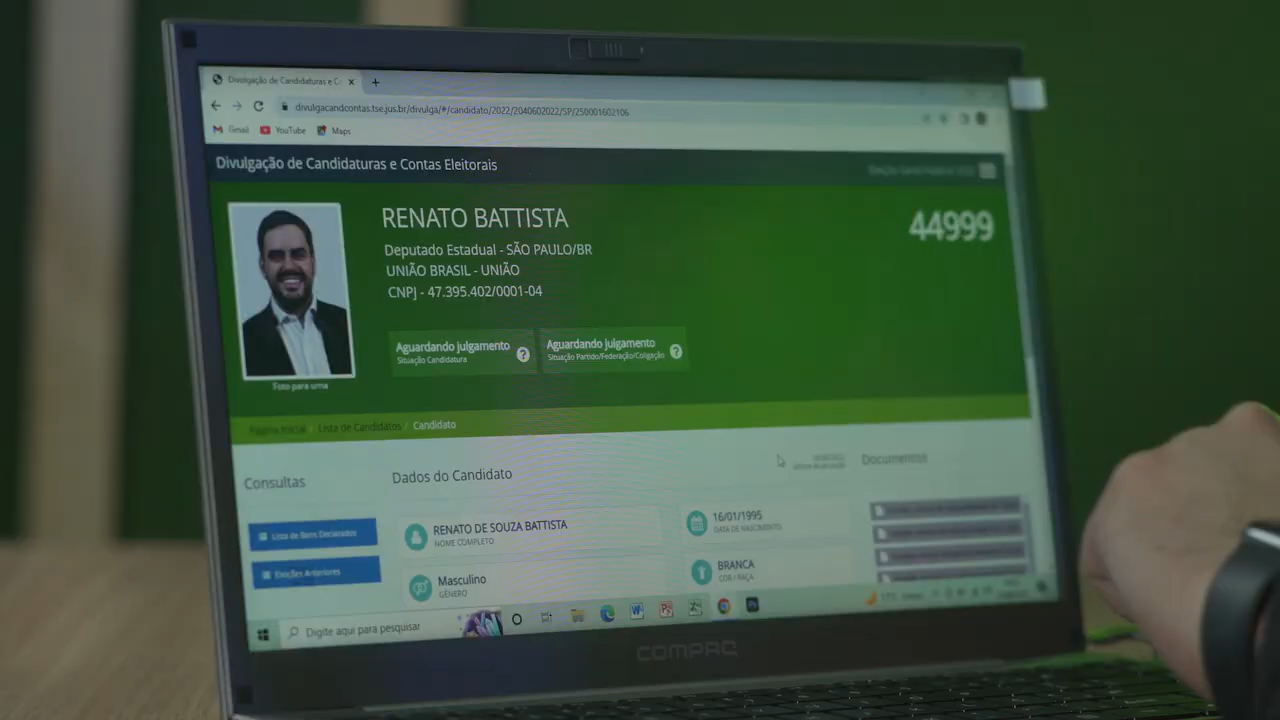 Divulgação de Candidaturas e C
divulgacandcontas.tse.jus.br/divulga/#/candidato/2022/2040602022/SP/250001602106
Gmail YouTube Maps
Divulgação de Candidaturas e Contas Eleitorais
RENATO BATTISTA
44999
Deputado Estadual - SÃO PAULO/BR
UNIÃO BRASIL - UNIÃO
CNPJ - 47.395.402/0001-04
Aguardando julgamento
Situação Candidatura
Aguardando julgamento
Situação Partido/Federação/Coligação
Foto para urna
Página Inicial / Lista de Candidatos / Candidato
Consultas
Dados do Candidato
Documentos
Lista de Bens Declarados
Eleições Anteriores
RENATO DE SOUZA BATTISTA
NOME COMPLETO
16/01/1995
DATA DE NASCIMENTO
Masculino
GÊNERO
BRANCA
COR / RAÇA
Digite aqui para pesquisar
COMPAQ